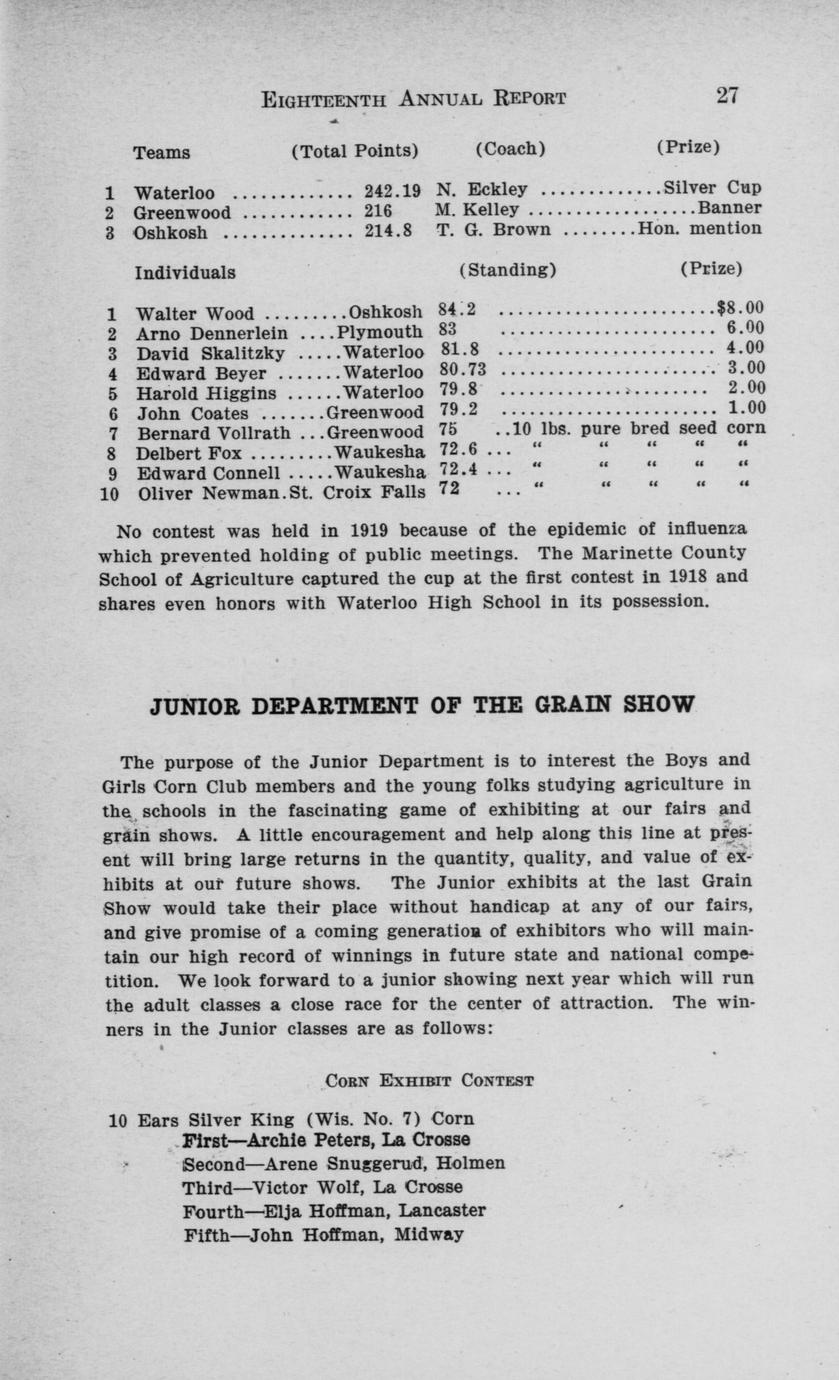 EIGHTEENTH ANNUAL REPORT 27
Teams (Total Points) (Coach) (Prize)
1 Waterloo ............. 242.19 N. Eckley .............Silver Cup
2 Greenwood ............ 216 M. Kelley ..................Banner
3 Oshkosh .............. 214.8 T. G. Brown ........Hon. mention
Individuals (Standing) (Prize)
1 Walter Wood .........Oshkosh 84.2 .......................$8.00
2 Arno Dennerlein ....Plymouth 83 ....................... 6.00
3 David Skalitzky .....Waterloo 81.8 ....................... 4.00
4 Edward Beyer .......Waterloo 80.73 ....................... 3.00
5 Harold Higgins ......Waterloo 79.8 ...................... 2.00
6 John Coates .......Greenwood 79.2 ....................... 1.00
7 Bernard Vollrath ...Greenwood 75 ..10 lbs. pure bred seed corn
8 Delbert Fox .........Waukesha 72.6 ... “ “ “ “ “
9 Edward Connell .....Waukesha 72.4 ... “ “ “ “ “
10 Oliver Newman.St. Croix Falls 72 ... “ “ “ “ “
No contest was held in 1919 because of the epidemic of influenza
which prevented holding of public meetings. The Marinette County
School of Agriculture captured the cup at the first contest in 1918 and
shares even honors with Waterloo High School in its possession.
JUNIOR DEPARTMENT OF THE GRAIN SHOW
The purpose of the Junior Department is to interest the Boys and
Girls Corn Club members and the young folks studying agriculture in
the schools in the fascinating game of exhibiting at our fairs and
grain shows. A little encouragement and help along this line at pres-
ent will bring large returns in the quantity, quality, and value of ex-
hibits at our future shows. The Junior exhibits at the last Grain
Show would take their place without handicap at any of our fairs,
and give promise of a coming generation of exhibitors who will main-
tain our high record of winnings in future state and national compe-
tition. We look forward to a junior showing next year which will run
the adult classes a close race for the center of attraction. The win-
ners in the Junior classes are as follows:
CORN EXHIBIT CONTEST
10 Ears Silver King (Wis. No. 7) Corn
First—Archie Peters, La Crosse
Second—Arene Snuggerud, Holmen
Third—Victor Wolf, La Crosse
Fourth—Elja Hoffman, Lancaster
Fifth—John Hoffman, Midway